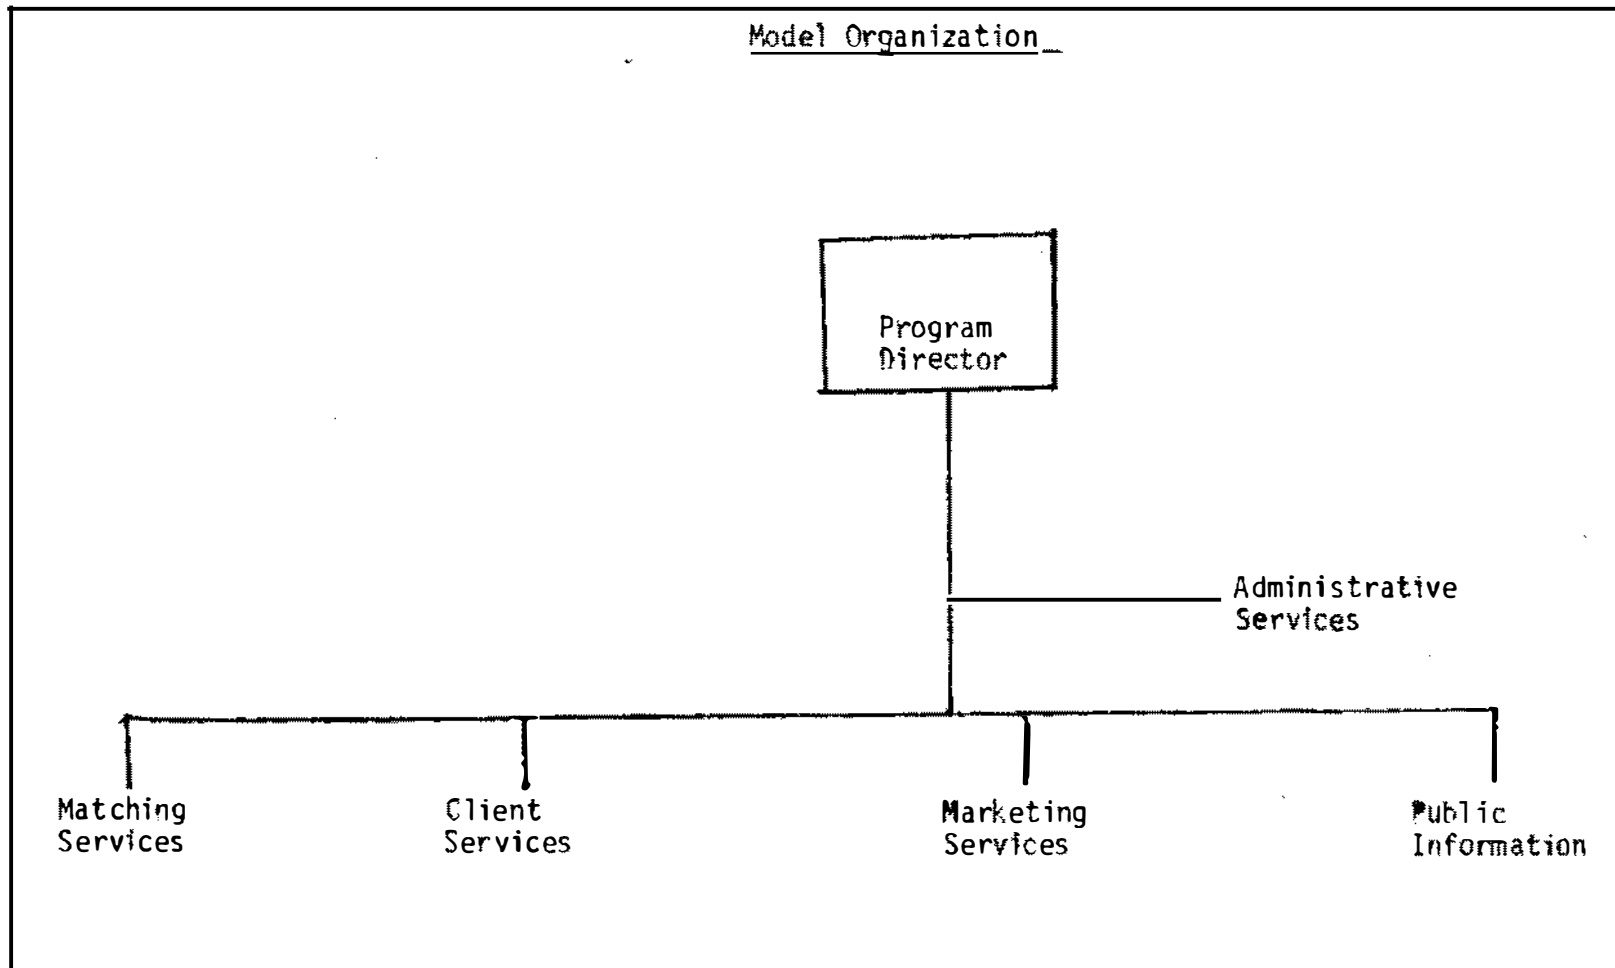 Model Organization
Program
Director
Administrative
Services
Matching
Services
Client
Services
Marketing
Services
Public
Information